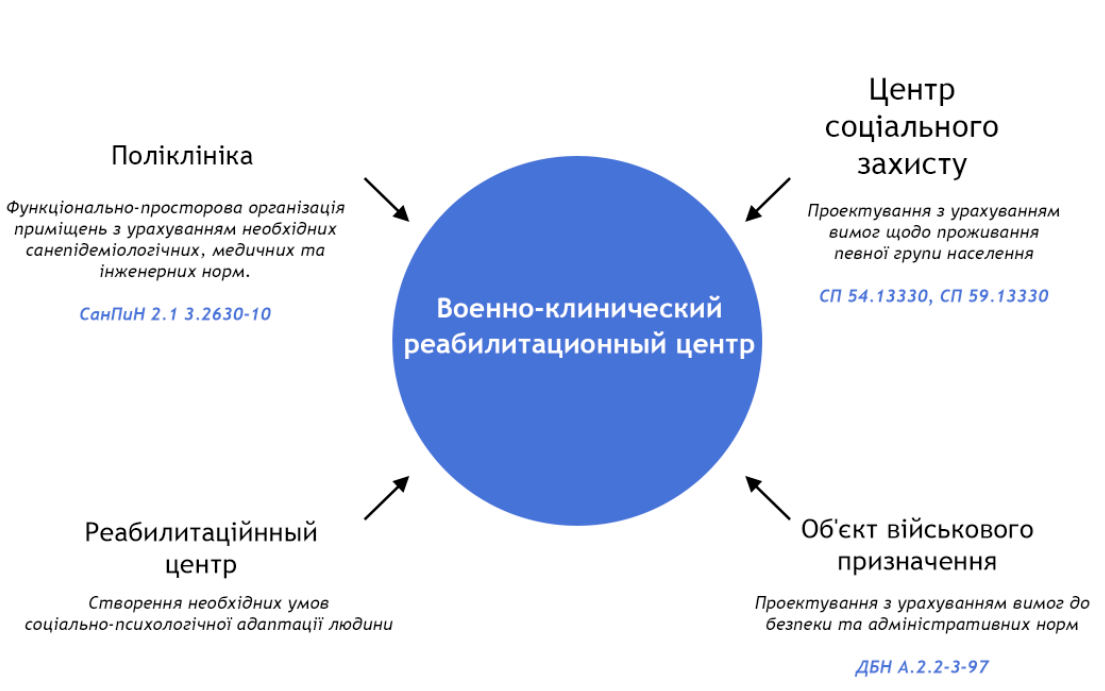 Поліклініка
Функціонально-просторова організація
приміщень з урахуванням необхідних
санепідеміологічних, медичних та
інженерних норм.
СанПиН 2.1 3.2630-10
Центр
соціального
захисту
Проектування з урахуванням
вимог щодо проживання
певної групи населення
СП 54.13330, СП 59.13330
Военно-клинический
реабилитационный центр
Реабилитаційнный
центр
Створення необхідних умов
соціально-психологічної адаптації людини
Об'єкт військового
призначення
Проектування з урахуванням вимог до
безпеки та адміністративних норм
ДБН А.2.2-3-97